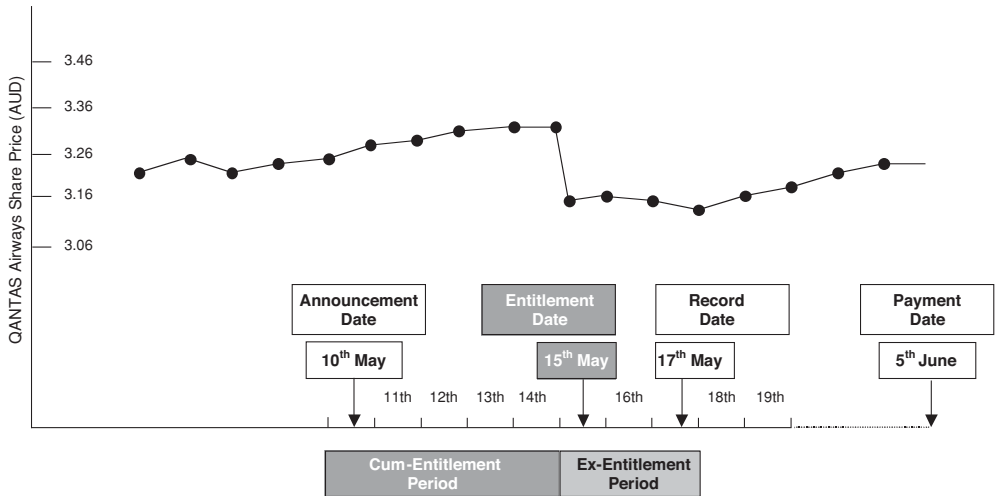 QANTAS Airways Share Price (AUD)
3.46
3.36
3.26
3.16
3.06
Announcement
Date
Entitlement
Date
Record
Date
Payment
Date
10th May
15th May
17th May
5th June
11th 12th 13th 14th 16th 18th 19th
Cum-Entitlement
Period
Ex-Entitlement
Period